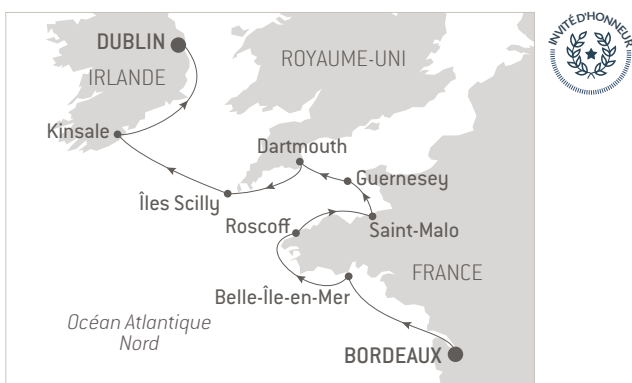 INVITÉ D'HONNEUR
DUBLIN
ROYAUME-UNI
IRLANDE
Kinsale
Dartmouth
Guernesey
Îles Scilly
Roscoff
Saint-Malo
FRANCE
Belle-Île-en-Mer
Océan Atlantique
Nord
BORDEAUX